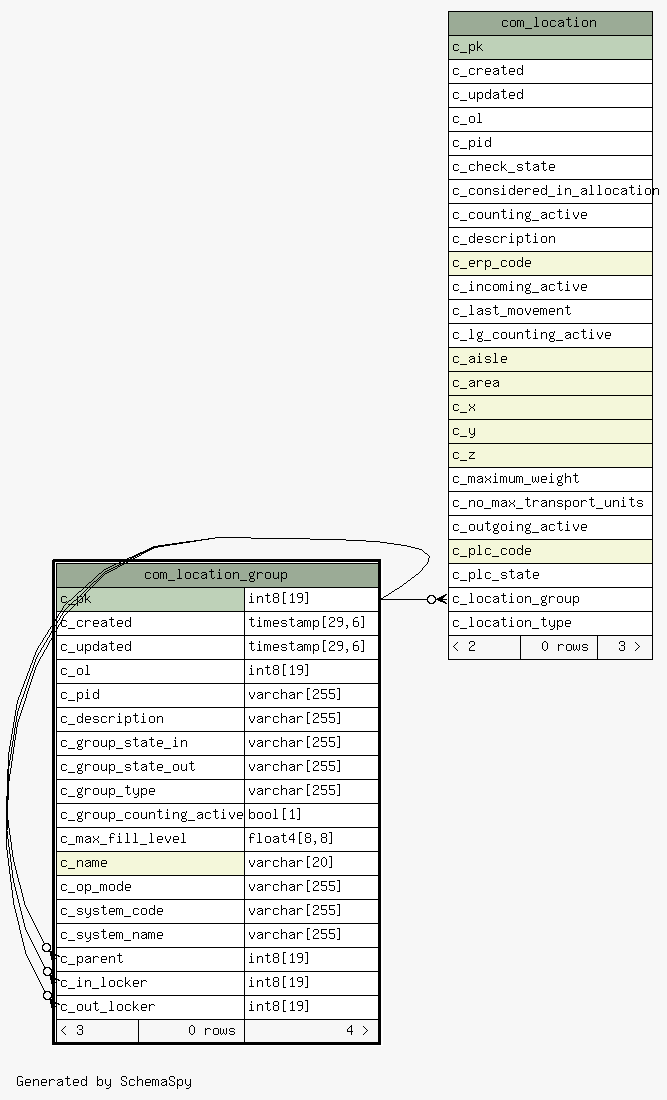 com_location
c_pk
c_created
c_updated
c_ol
c_pid
c_check_state
c_considered_in_allocation
c_counting_active
c_description
c_erp_code
c_incoming_active
c_last_movement
c_lg_counting_active
c_aisle
c_area
c_x
c_y
c_z
c_maximum_weight
c_no_max_transport_units
c_outgoing_active
c_plc_code
c_plc_state
c_location_group
c_location_type
< 2 0 rows 3 >
com_location_group
c_pk int8[19]
c_created timestamp[29,6]
c_updated timestamp[29,6]
c_ol int8[19]
c_pid varchar[255]
c_description varchar[255]
c_group_state_in varchar[255]
c_group_state_out varchar[255]
c_group_type varchar[255]
c_group_counting_active bool[1]
c_max_fill_level float4[8,8]
c_name varchar[20]
c_op_mode varchar[255]
c_system_code varchar[255]
c_system_name varchar[255]
c_parent int8[19]
c_in_locker int8[19]
c_out_locker int8[19]
< 3 0 rows 4 >
Generated by SchemaSpy